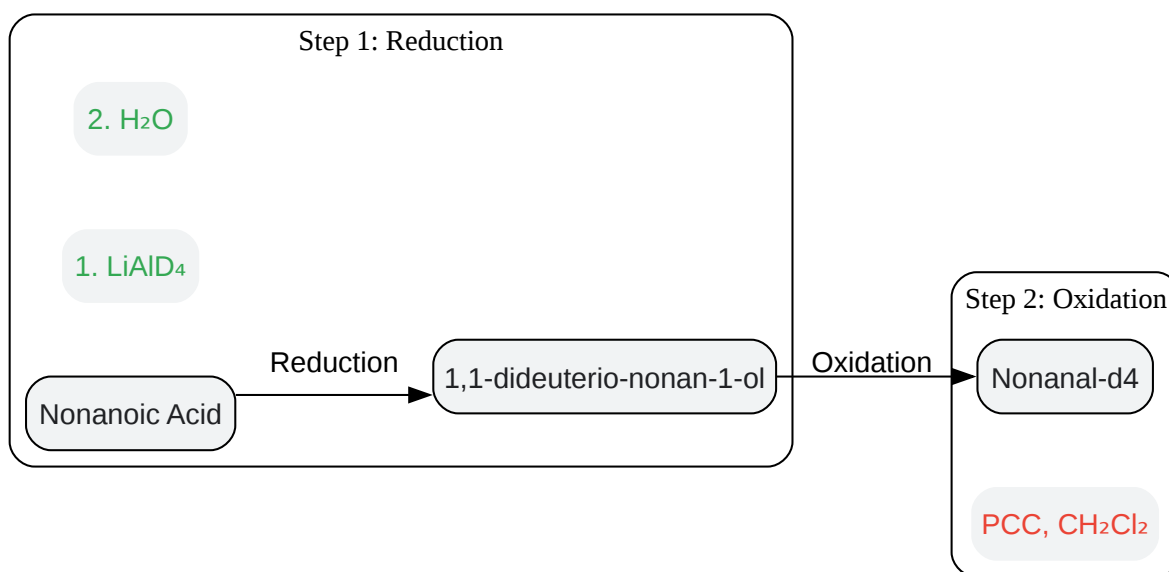 Step 1: Reduction
2. H₂O
1. LiAlD₄
Nonanoic Acid
Reduction
1,1-dideuterio-nonan-1-ol
Oxidation
Step 2: Oxidation
Nonanal-d4
PCC, CH₂Cl₂